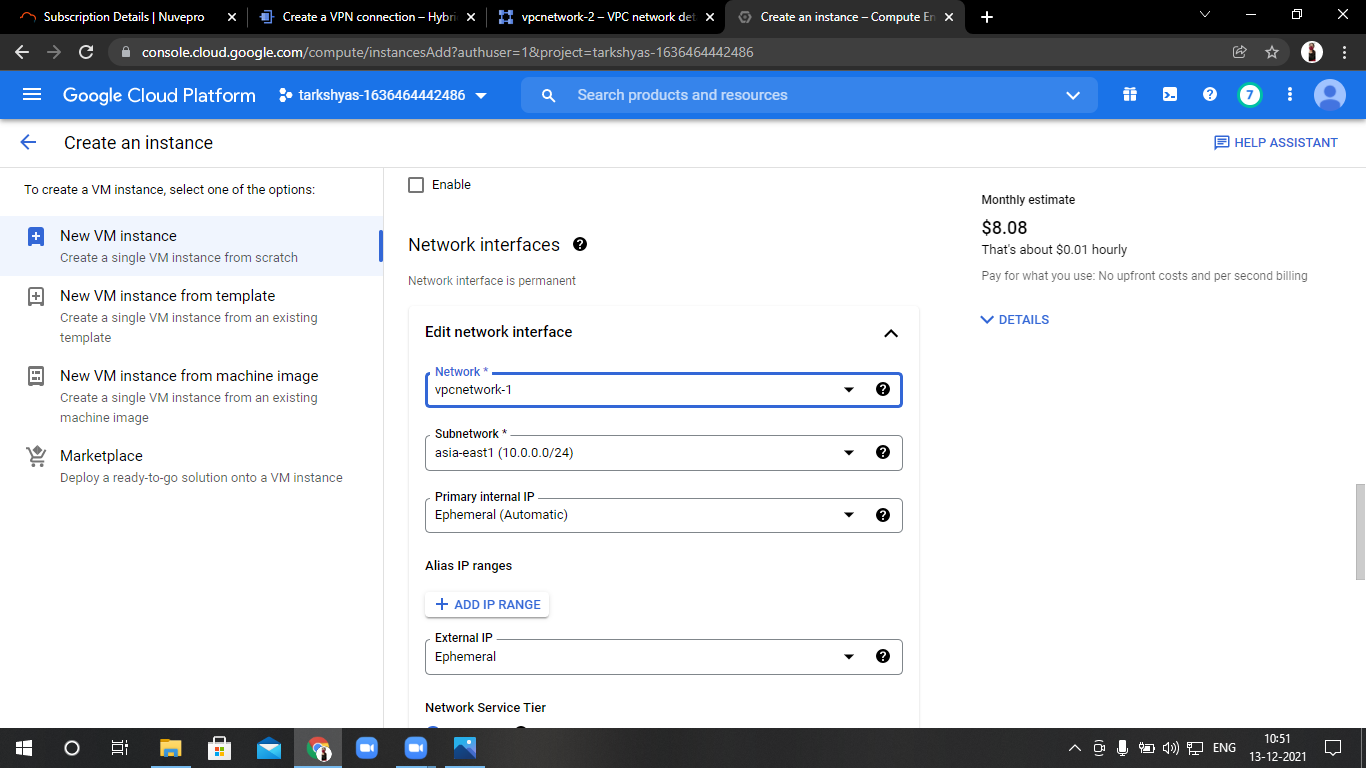 Subscription Details | Nuvepro
Create a VPN connection – Hybri
vpcnetwork-2 – VPC network det
Create an instance – Compute En
console.cloud.google.com/compute/instancesAdd?authuser=1&project=tarkshyas-1636464442486
Google Cloud Platform
tarkshyas-1636464442486
Search products and resources
7
Create an instance
HELP ASSISTANT
To create a VM instance, select one of the options:
New VM instance
Create a single VM instance from scratch
New VM instance from template
Create a single VM instance from an existing
template
New VM instance from machine image
Create a single VM instance from an existing
machine image
Marketplace
Deploy a ready-to-go solution onto a VM instance
Enable
Network interfaces
Network interface is permanent
Edit network interface
Network *
vpcnetwork-1
Subnetwork *
asia-east1 (10.0.0.0/24)
Primary internal IP
Ephemeral (Automatic)
Alias IP ranges
+ ADD IP RANGE
External IP
Ephemeral
Network Service Tier
Monthly estimate
$8.08
That's about $0.01 hourly
Pay for what you use: No upfront costs and per second billing
DETAILS
ENG
10:51
13-12-2021